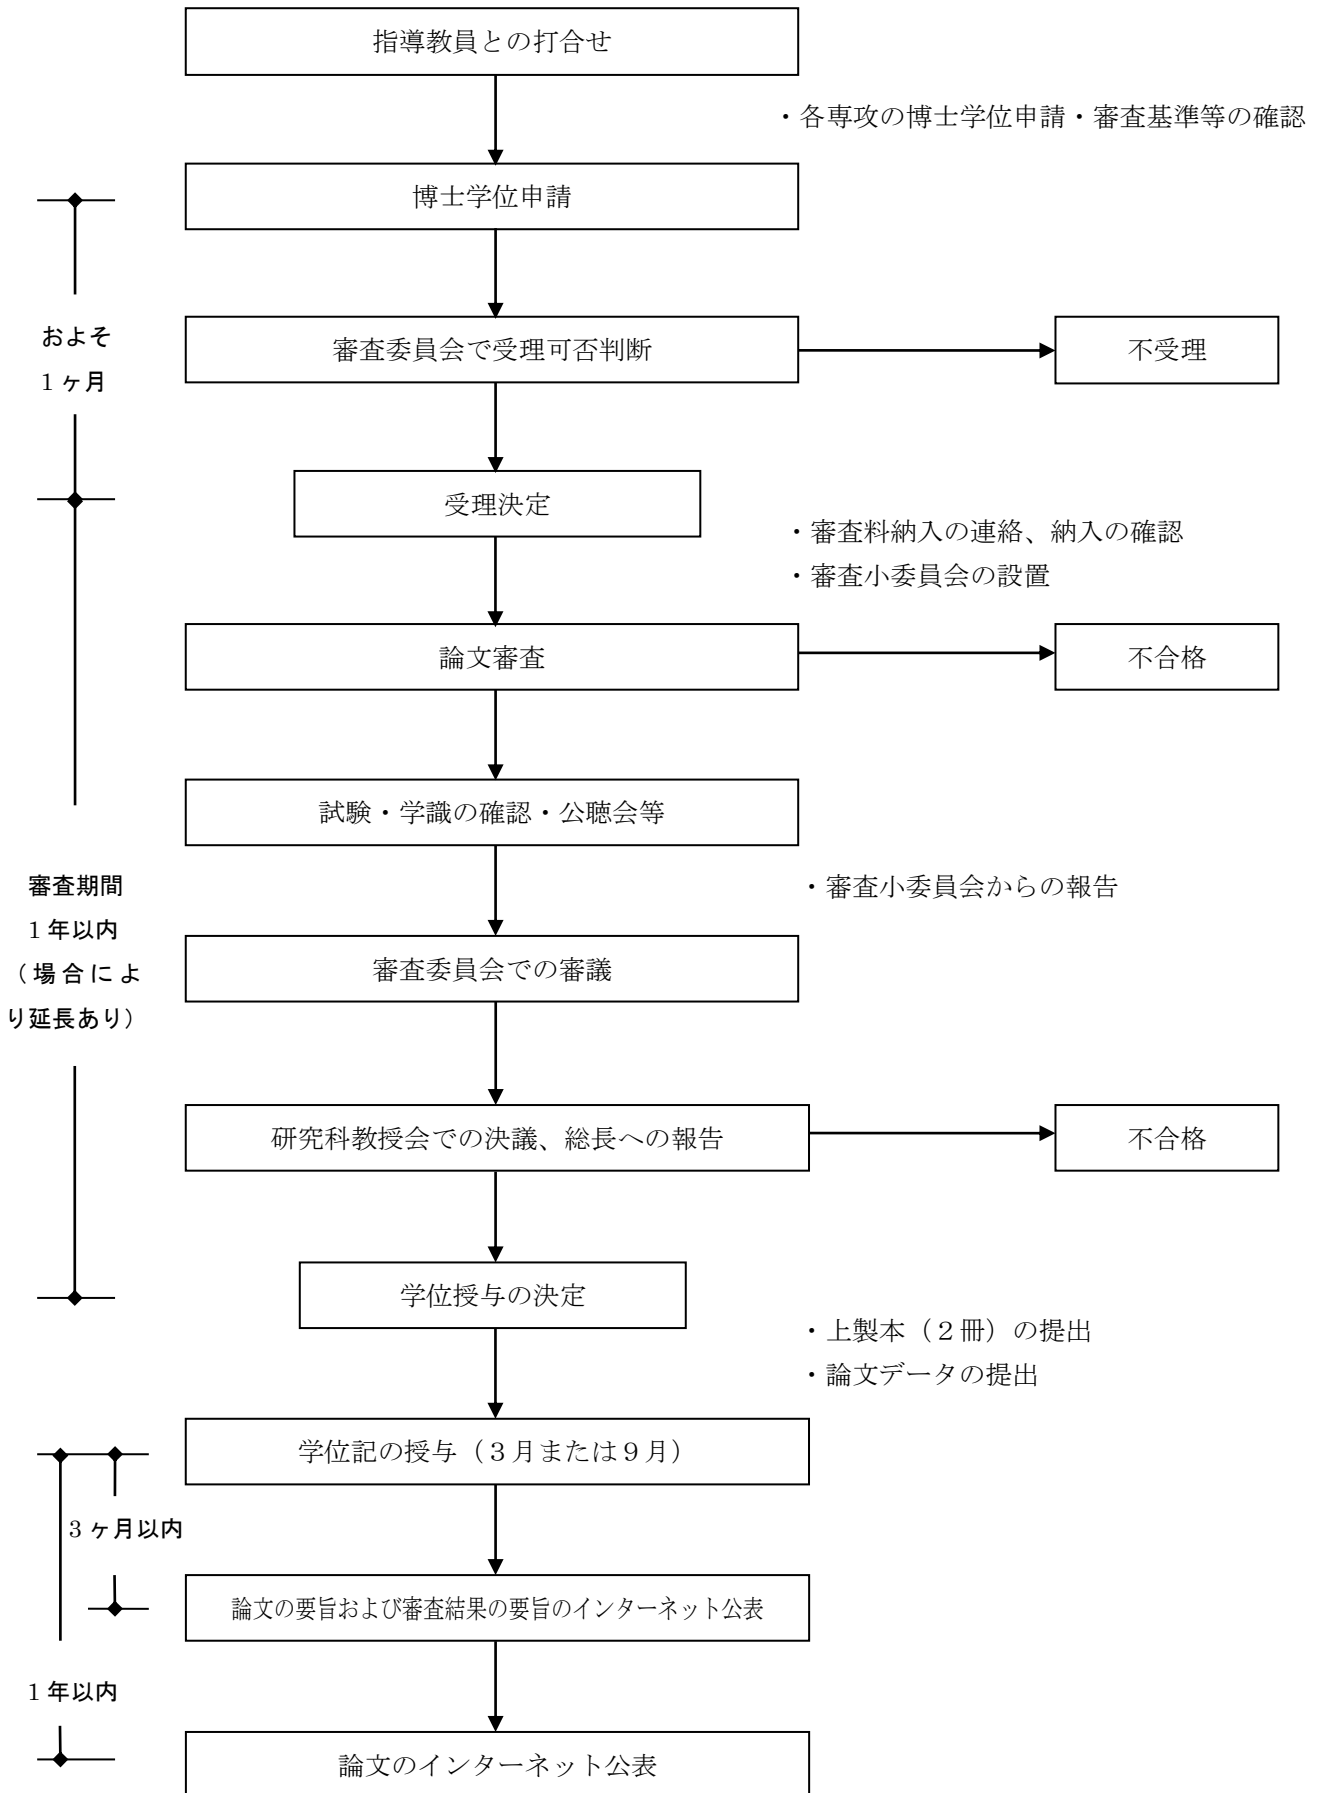 指導教員との打合せ
・各専攻の博士学位申請・審査基準等の確認
博士学位申請
およそ
1ヶ月
審査委員会で受理可否判断
不受理
受理決定
・審査料納入の連絡、納入の確認
・審査小委員会の設置
論文審査
不合格
試験・学識の確認・公聴会等
審査期間
1年以内
（場合によ
り延長あり）
・審査小委員会からの報告
審査委員会での審議
研究科教授会での決議、総長への報告
不合格
学位授与の決定
・上製本（２冊）の提出
・論文データの提出
学位記の授与（３月または９月）
3ヶ月以内
論文の要旨および審査結果の要旨のインターネット公表
1年以内
論文のインターネット公表